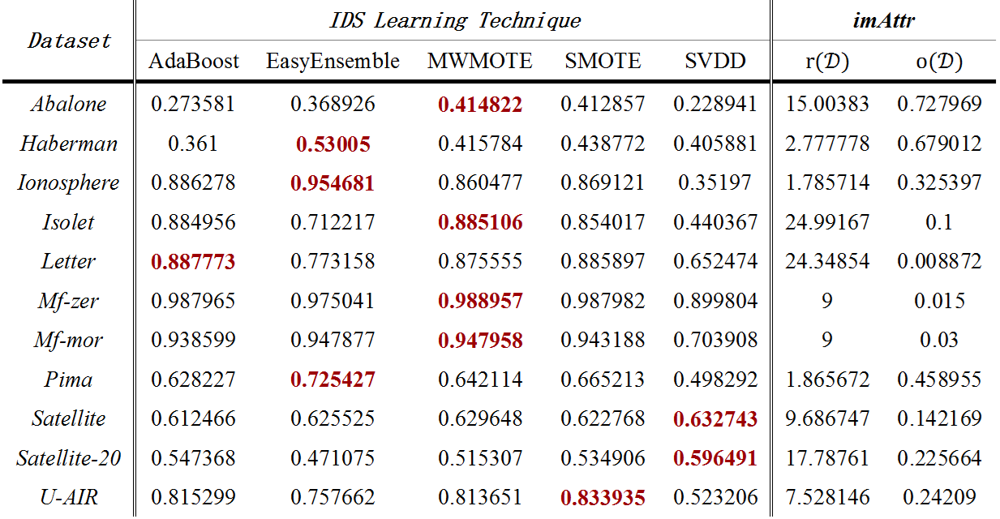 Dataset IDS Learning Technique imAttr
AdaBoost EasyEnsemble MWMOTE SMOTE SVDD r(𝒟) o(𝒟)
Abalone 0.273581 0.368926 0.414822 0.412857 0.228941 15.00383 0.727969
Haberman 0.361 0.53005 0.415784 0.438772 0.405881 2.777778 0.679012
Ionosphere 0.886278 0.954681 0.860477 0.869121 0.35197 1.785714 0.325397
Isolet 0.884956 0.712217 0.885106 0.854017 0.440367 24.99167 0.1
Letter 0.887773 0.773158 0.875555 0.885897 0.652474 24.34854 0.008872
Mf-zer 0.987965 0.975041 0.988957 0.987982 0.899804 9 0.015
Mf-mor 0.938599 0.947877 0.947958 0.943188 0.703908 9 0.03
Pima 0.628227 0.725427 0.642114 0.665213 0.498292 1.865672 0.458955
Satellite 0.612466 0.625525 0.629648 0.622768 0.632743 9.686747 0.142169
Satellite-20 0.547368 0.471075 0.515307 0.534906 0.596491 17.78761 0.225664
U-AIR 0.815299 0.757662 0.813651 0.833935 0.523206 7.528146 0.24209